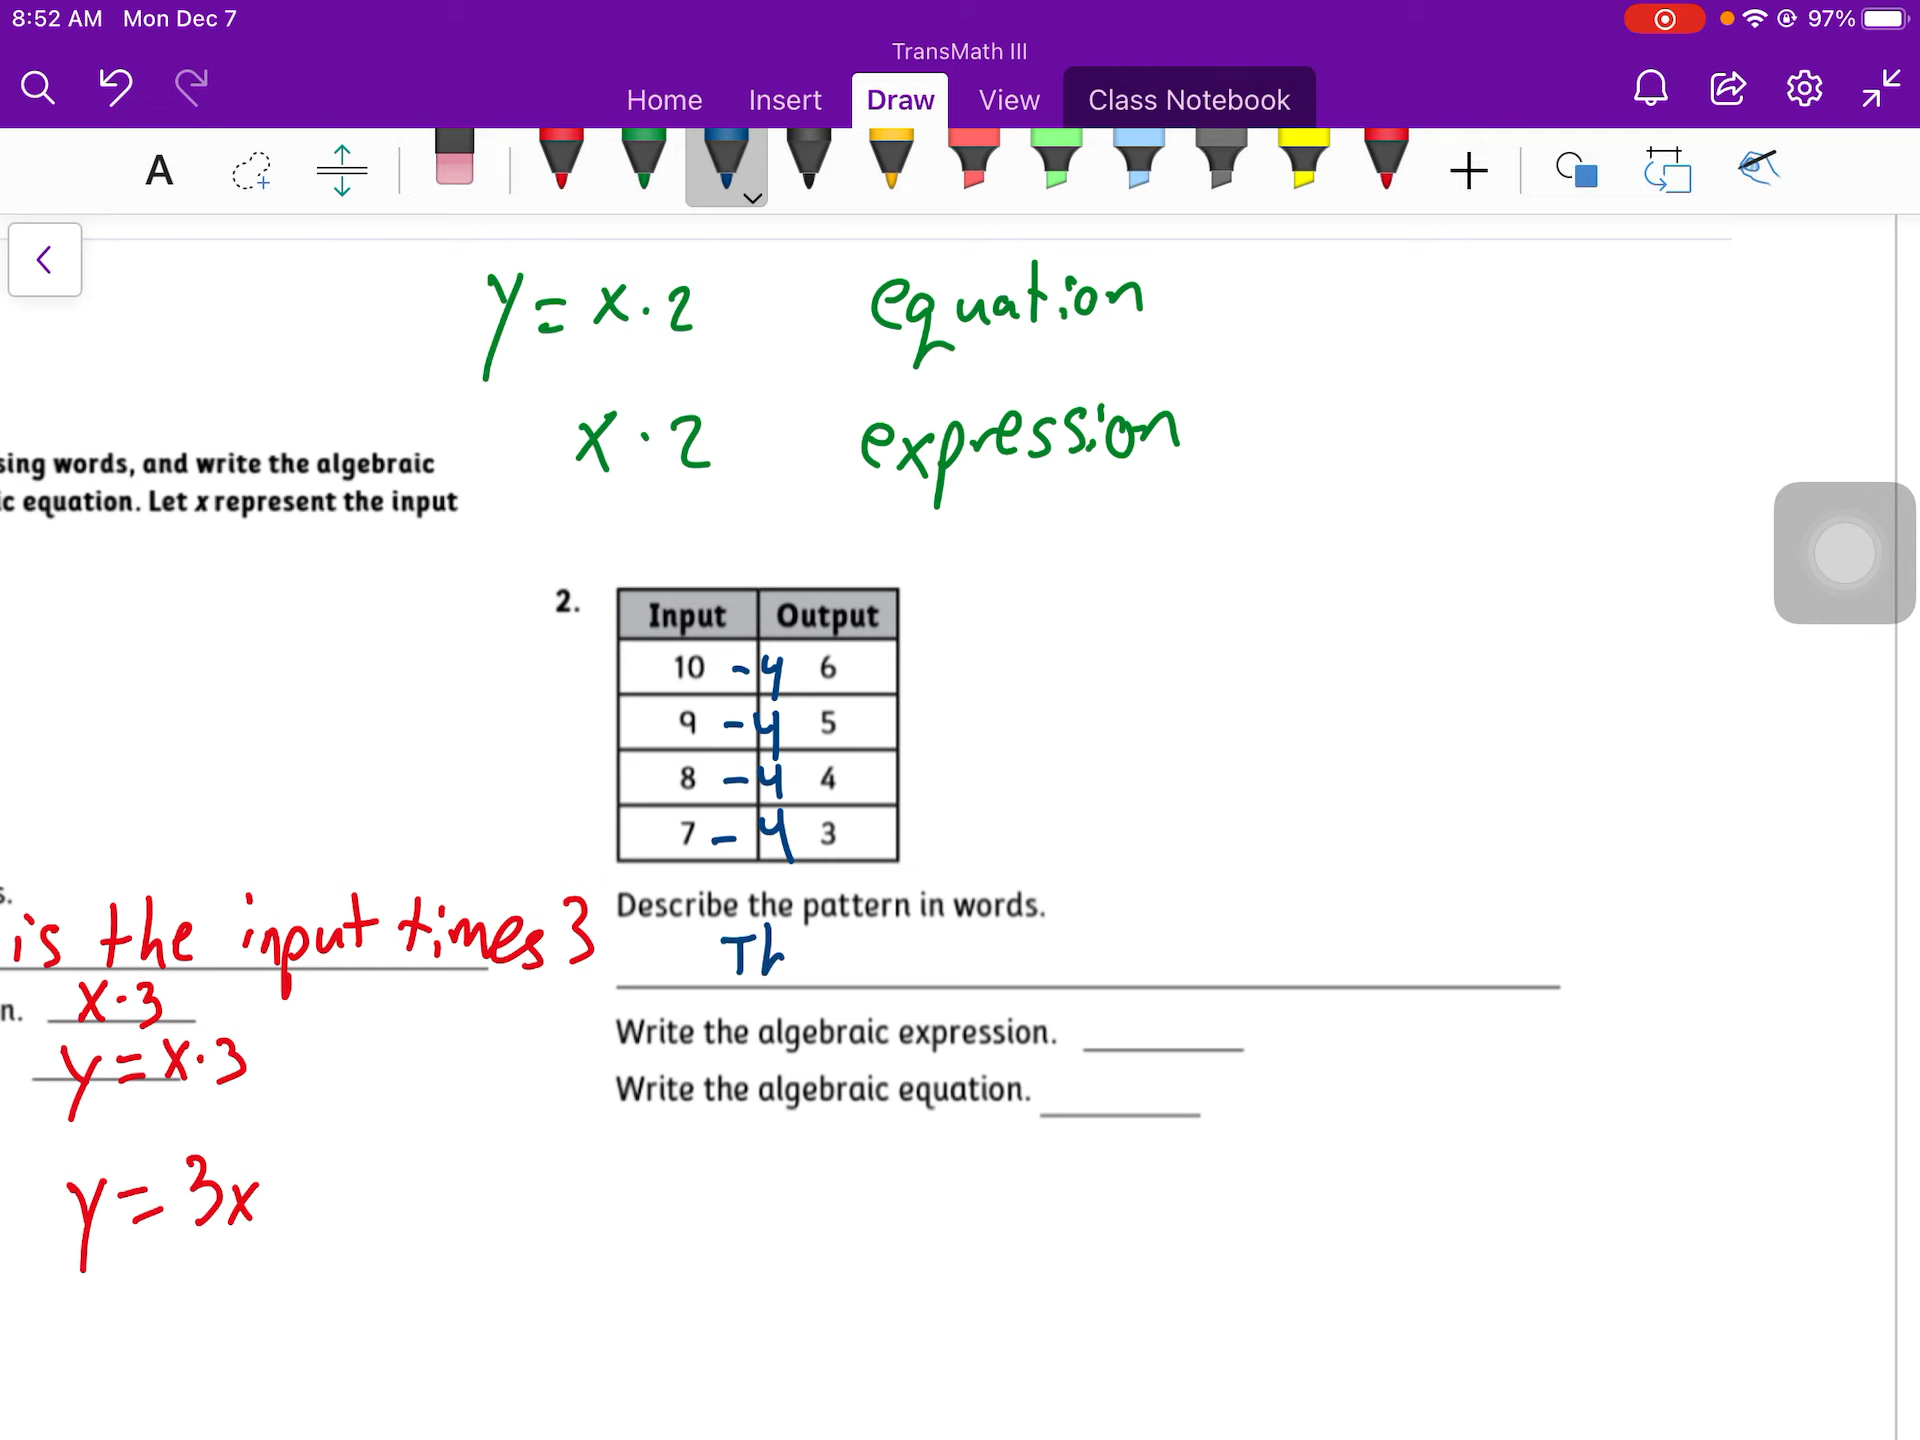 8:52 AM Mon Dec 7
97%
TransMath III
Home Insert Draw View Class Notebook
A
y = x · 2 equation
x · 2 expression
sing words, and write the algebraic
ic equation. Let x represent the input
2.
Input Output
10 -4 6
9 -4 5
8 -4 4
7 -4 3
s.
is the input times 3
n. x · 3
y = x · 3
y = 3x
Describe the pattern in words.
Th
Write the algebraic expression.
Write the algebraic equation.